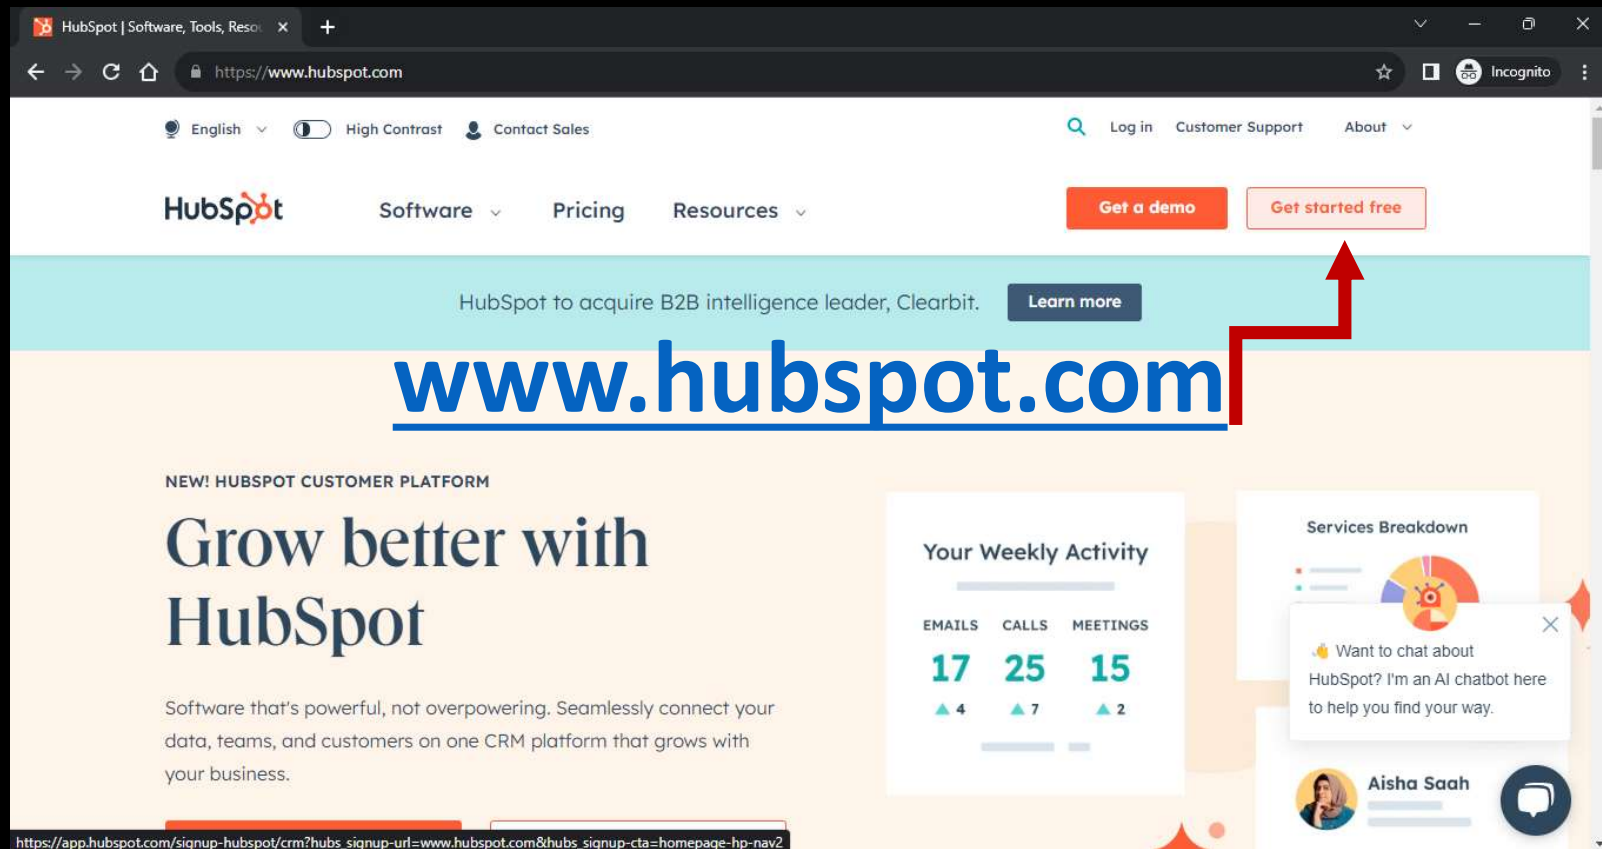 HubSpot | Software, Tools, Reso
https://www.hubspot.com
Incognito
English
High Contrast
Contact Sales
Log in
Customer Support
About
HubSpot
Software
Pricing
Resources
Get a demo
Get started free
HubSpot to acquire B2B intelligence leader, Clearbit.
Learn more
www.hubspot.com
NEW! HUBSPOT CUSTOMER PLATFORM
Grow better with
HubSpot
Software that's powerful, not overpowering. Seamlessly connect your
data, teams, and customers on one CRM platform that grows with
your business.
Your Weekly Activity
EMAILS CALLS MEETINGS
17 25 15
4 7 2
Services Breakdown
Want to chat about
HubSpot? I'm an AI chatbot here
to help you find your way.
Aisha Saah
https://app.hubspot.com/signup-hubspot/crm?hubs_signup-url=www.hubspot.com&hubs_signup-cta=homepage-hp-nav2